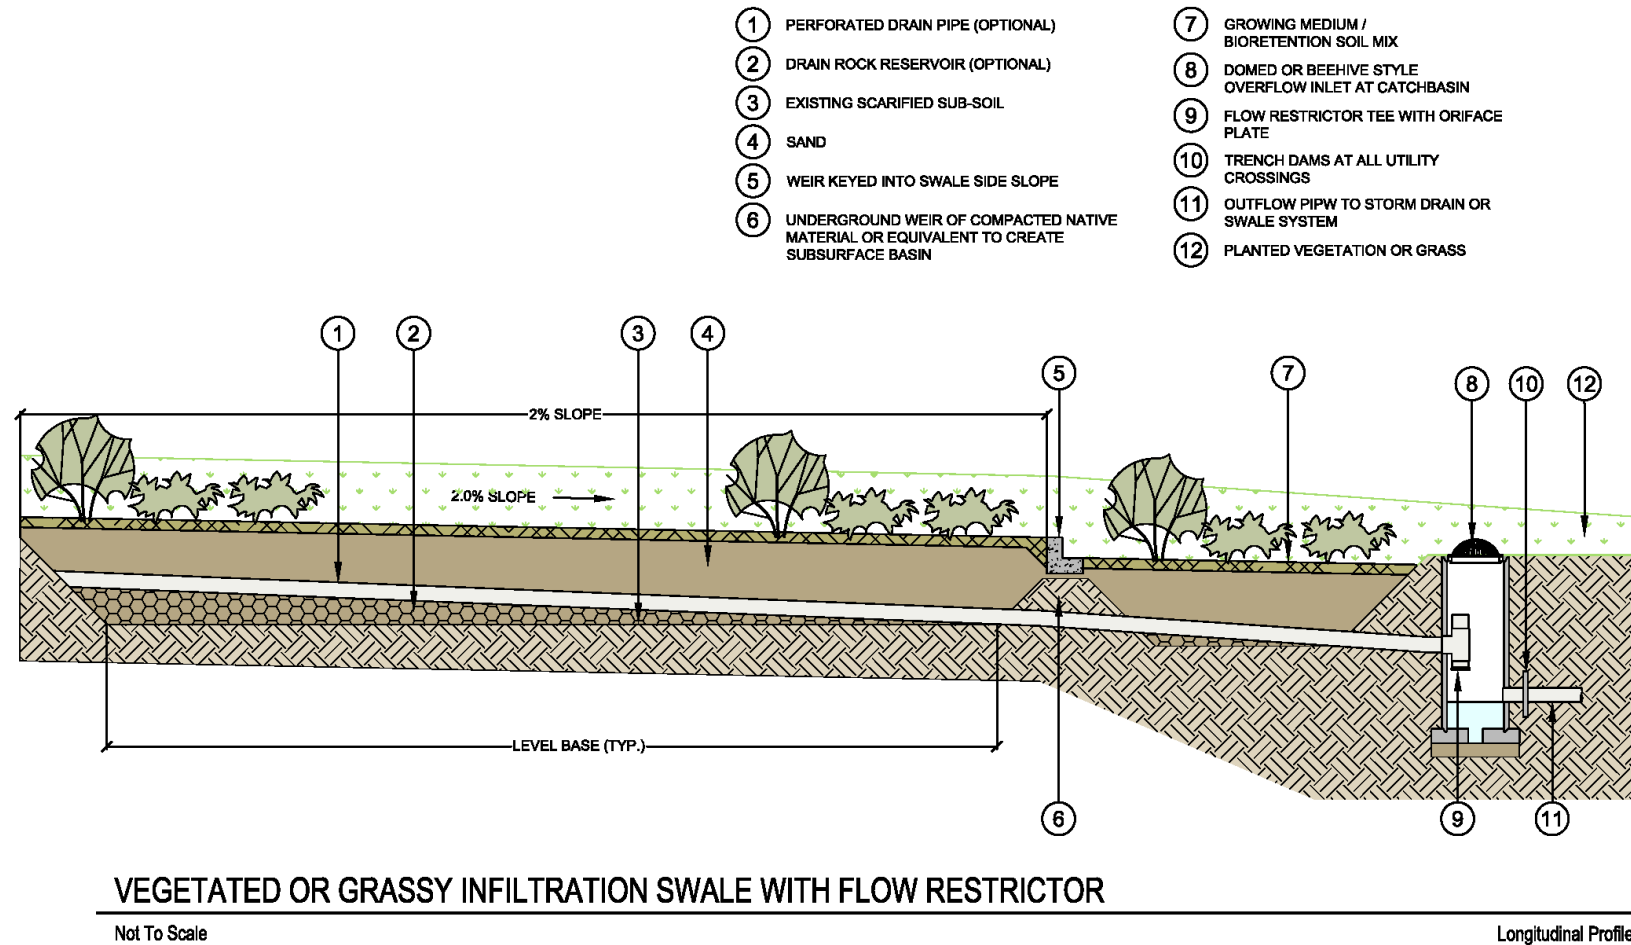 1 PERFORATED DRAIN PIPE (OPTIONAL)
2 DRAIN ROCK RESERVOIR (OPTIONAL)
3 EXISTING SCARIFIED SUB-SOIL
4 SAND
5 WEIR KEYED INTO SWALE SIDE SLOPE
6 UNDERGROUND WEIR OF COMPACTED NATIVE
MATERIAL OR EQUIVALENT TO CREATE
SUBSURFACE BASIN
7 GROWING MEDIUM /
BIORETENTION SOIL MIX
8 DOMED OR BEEHIVE STYLE
OVERFLOW INLET AT CATCHBASIN
9 FLOW RESTRICTOR TEE WITH ORIFACE
PLATE
10 TRENCH DAMS AT ALL UTILITY
CROSSINGS
11 OUTFLOW PIPW TO STORM DRAIN OR
SWALE SYSTEM
12 PLANTED VEGETATION OR GRASS
1 2 3 4
5 7 8 10 12
2% SLOPE
2.0% SLOPE
LEVEL BASE (TYP.)
6 9 11
VEGETATED OR GRASSY INFILTRATION SWALE WITH FLOW RESTRICTOR
Not To Scale
Longitudinal Profile